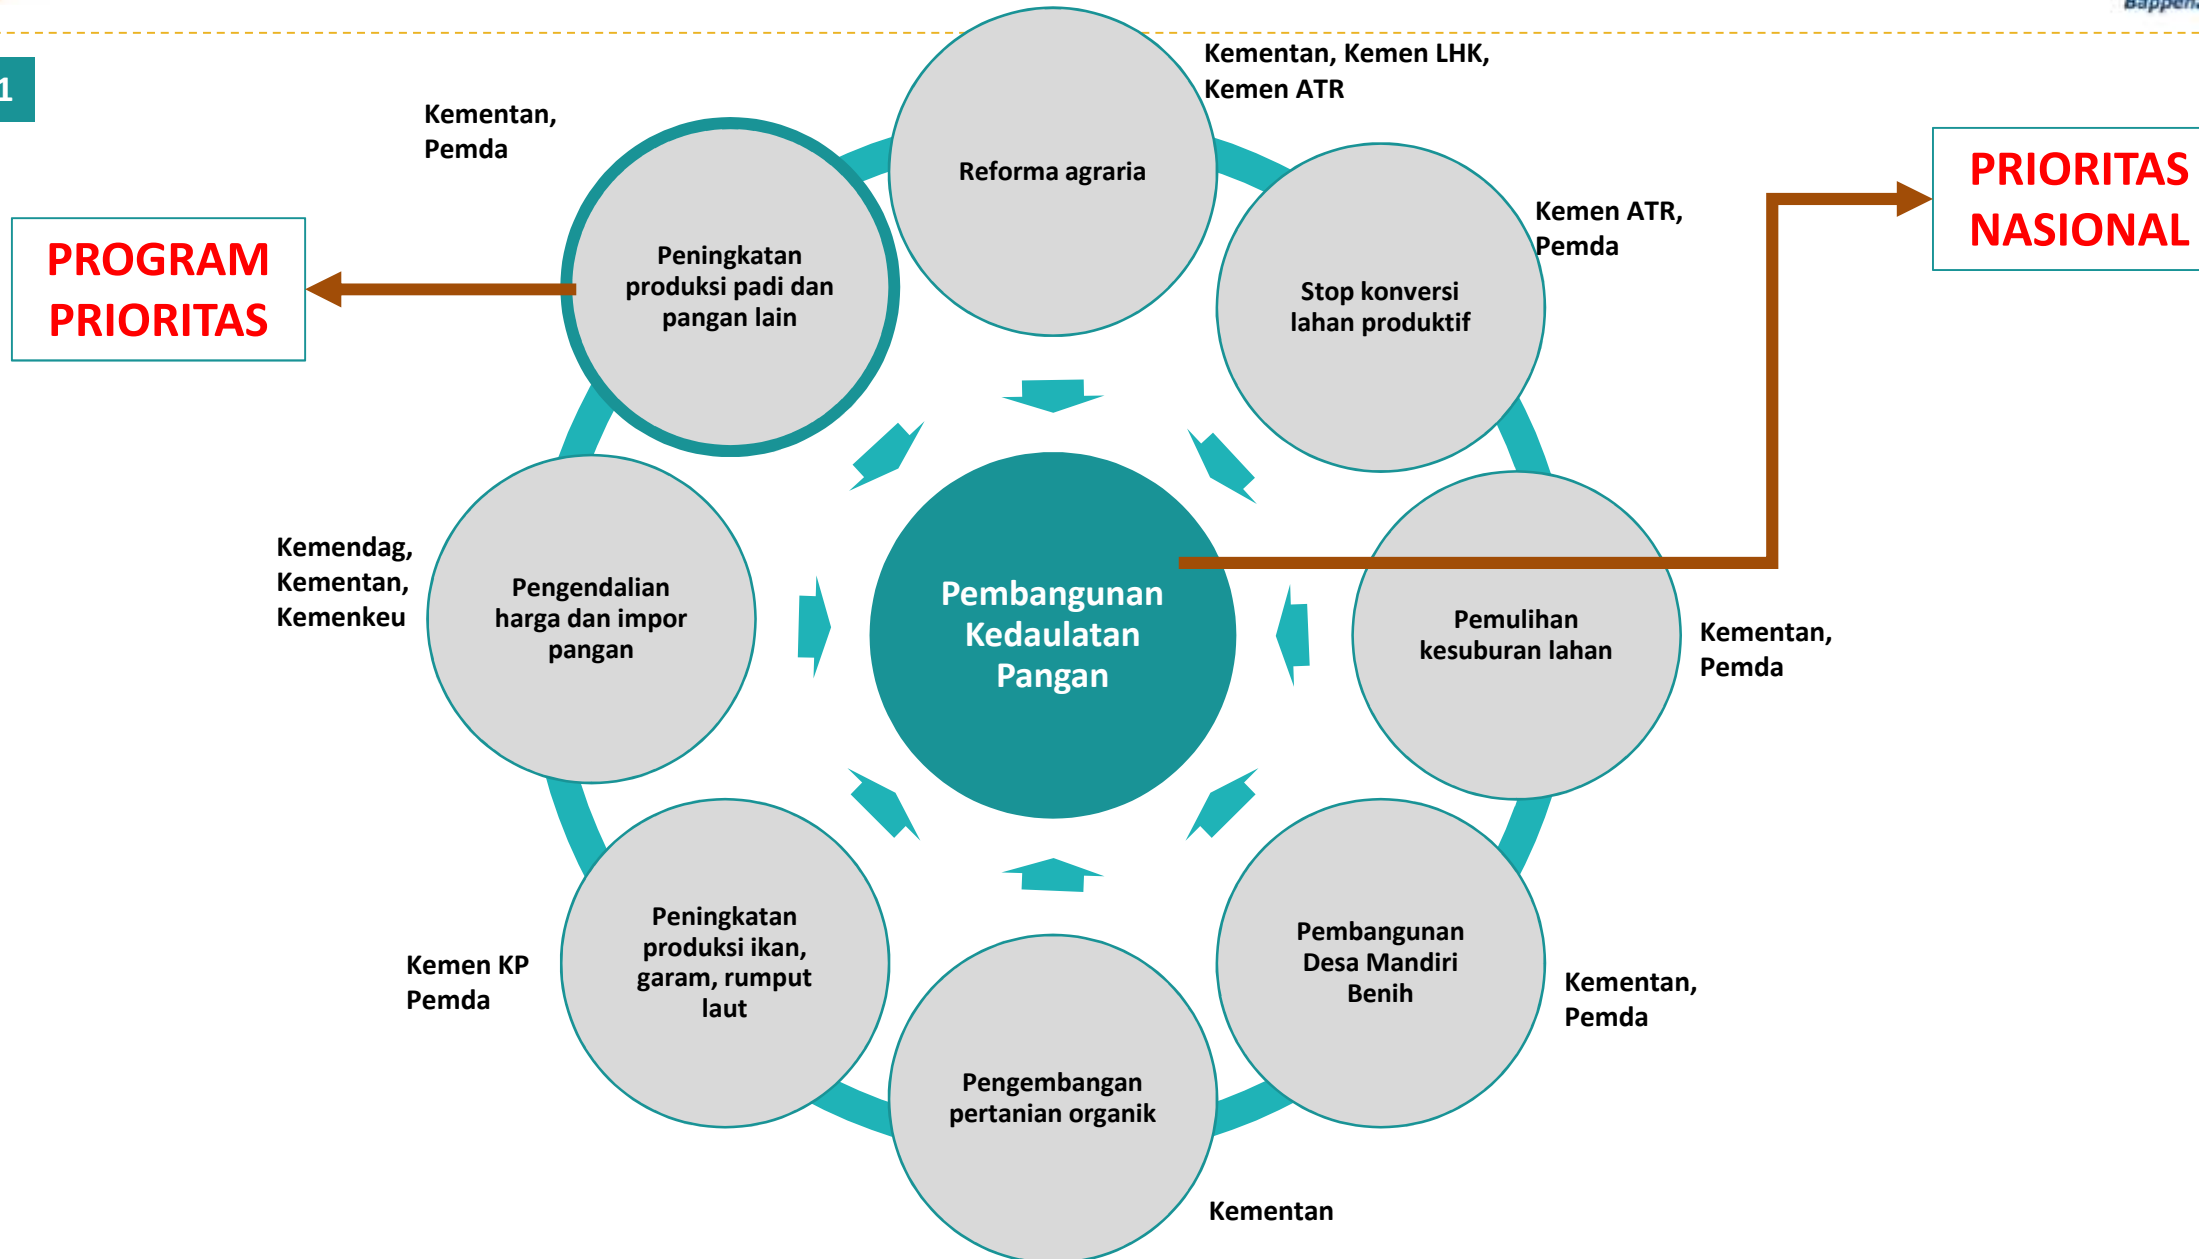 1
Kementan, Kemen LHK,
Kemen ATR
Kementan,
Pemda
Reforma agraria
PRIORITAS
NASIONAL
Kemen ATR,
Pemda
PROGRAM
PRIORITAS
Peningkatan
produksi padi dan
pangan lain
Stop konversi
lahan produktif
Kemendag,
Kementan,
Kemenkeu
Pengendalian
harga dan impor
pangan
Pembangunan
Kedaulatan
Pangan
Pemulihan
kesuburan lahan
Kementan,
Pemda
Kemen KP
Pemda
Peningkatan
produksi ikan,
garam, rumput
laut
Pembangunan
Desa Mandiri
Benih
Kementan,
Pemda
Pengembangan
pertanian organik
Kementan